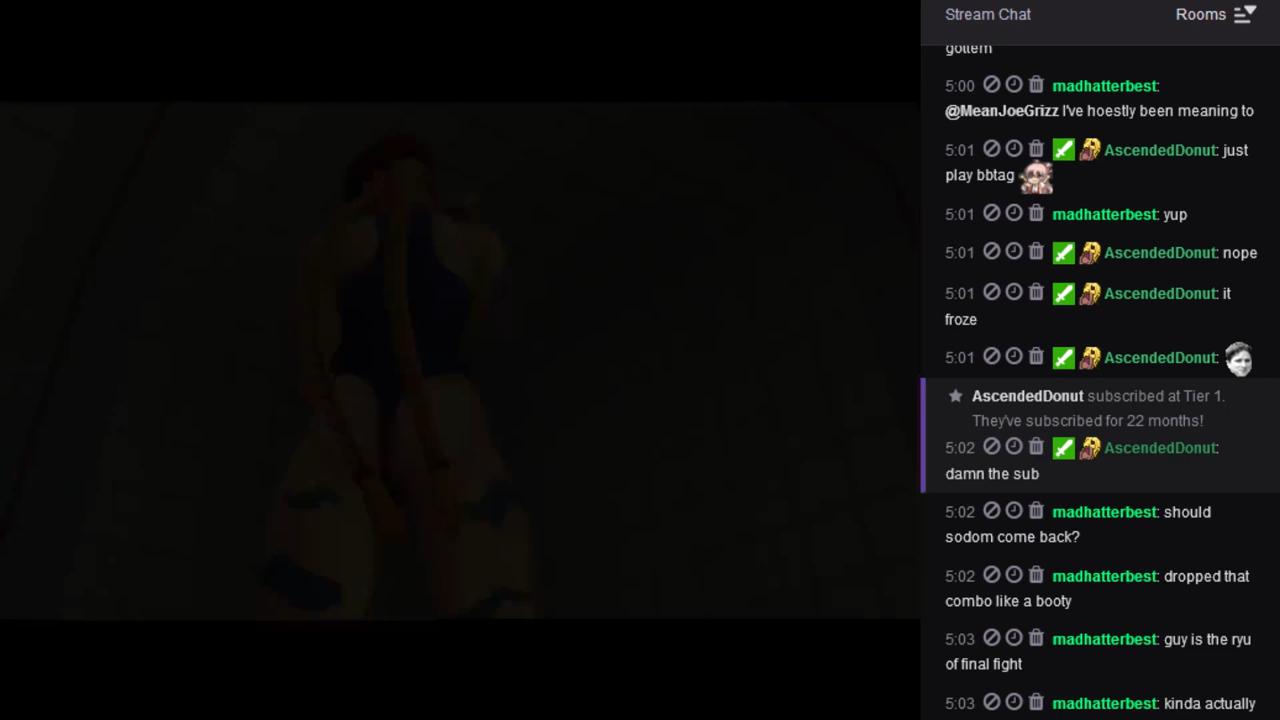 Stream Chat
Rooms
gollem
5:00 madhatterbest:
@MeanJoeGrizz I've hoestly been meaning to
5:01 AscendedDonut: just
play bbtag
5:01 madhatterbest: yup
5:01 AscendedDonut: nope
5:01 AscendedDonut: it
froze
5:01 AscendedDonut:
AscendedDonut subscribed at Tier 1.
They've subscribed for 22 months!
5:02 AscendedDonut:
damn the sub
5:02 madhatterbest: should
sodom come back?
5:02 madhatterbest: dropped that
combo like a booty
5:03 madhatterbest: guy is the ryu
of final fight
5:03 madhatterbest: kinda actually